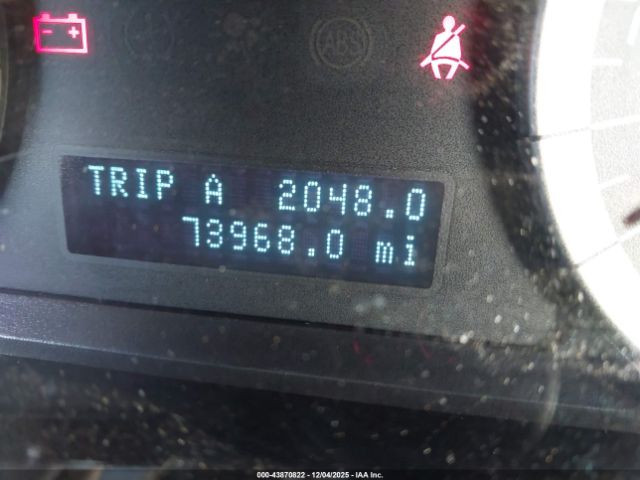 ABS
TRIP A 2048.0
73968.0 mi
000-43870822 - 12/04/2025 - IAA Inc.